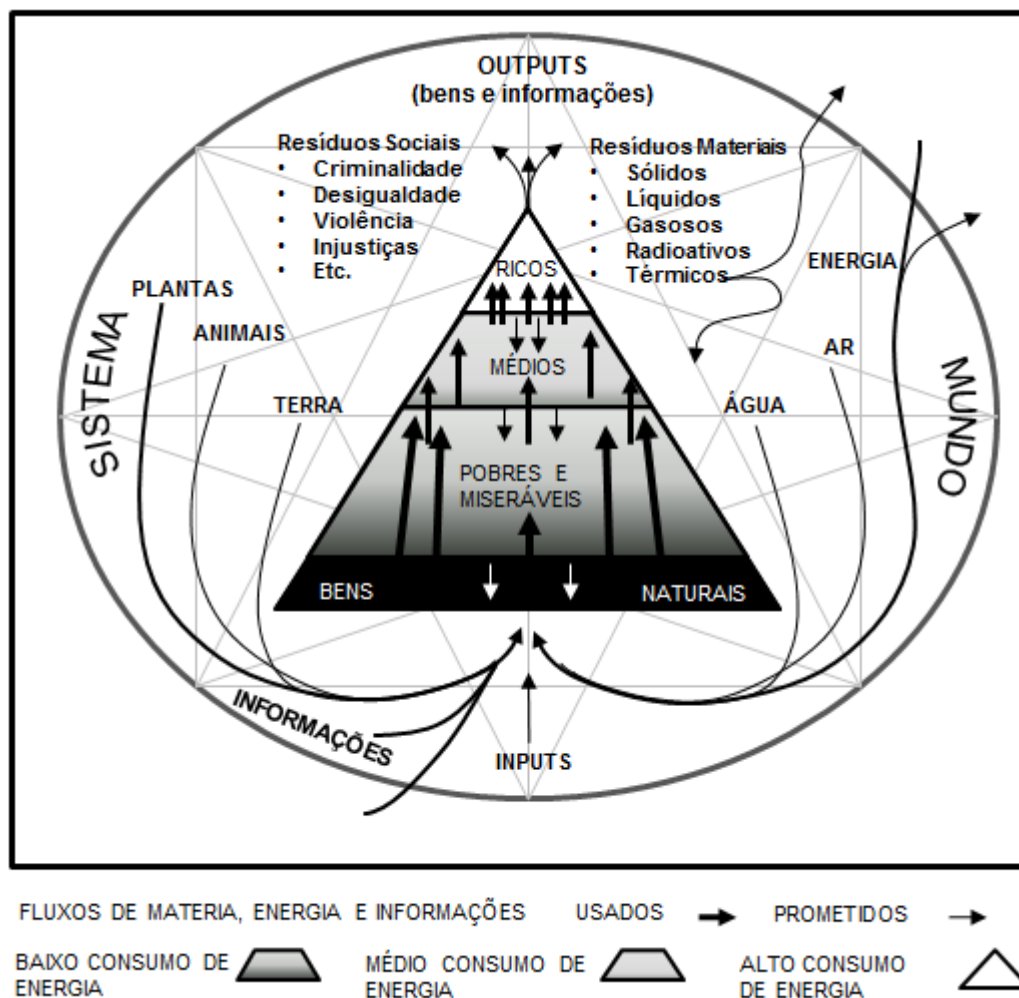 OUTPUTS
(bens e informações)
Resíduos Sociais
• Criminalidade
• Desigualdade
• Violência
• Injustiças
• Etc.
Resíduos Materiais
• Sólidos
• Líquidos
• Gasosos
• Radioativos
• Térmicos
RICOS
PLANTAS
ENERGIA
ANIMAIS
AR
SISTEMA
MÉDIOS
MUNDO
TERRA
ÁGUA
POBRES E
MISERÁVEIS
BENS
NATURAIS
INFORMAÇÕES
INPUTS
FLUXOS DE MATERIA, ENERGIA E INFORMAÇÕES USADOS PROMETIDOS
BAIXO CONSUMO DE
ENERGIA
MÉDIO CONSUMO DE
ENERGIA
ALTO CONSUMO
DE ENERGIA